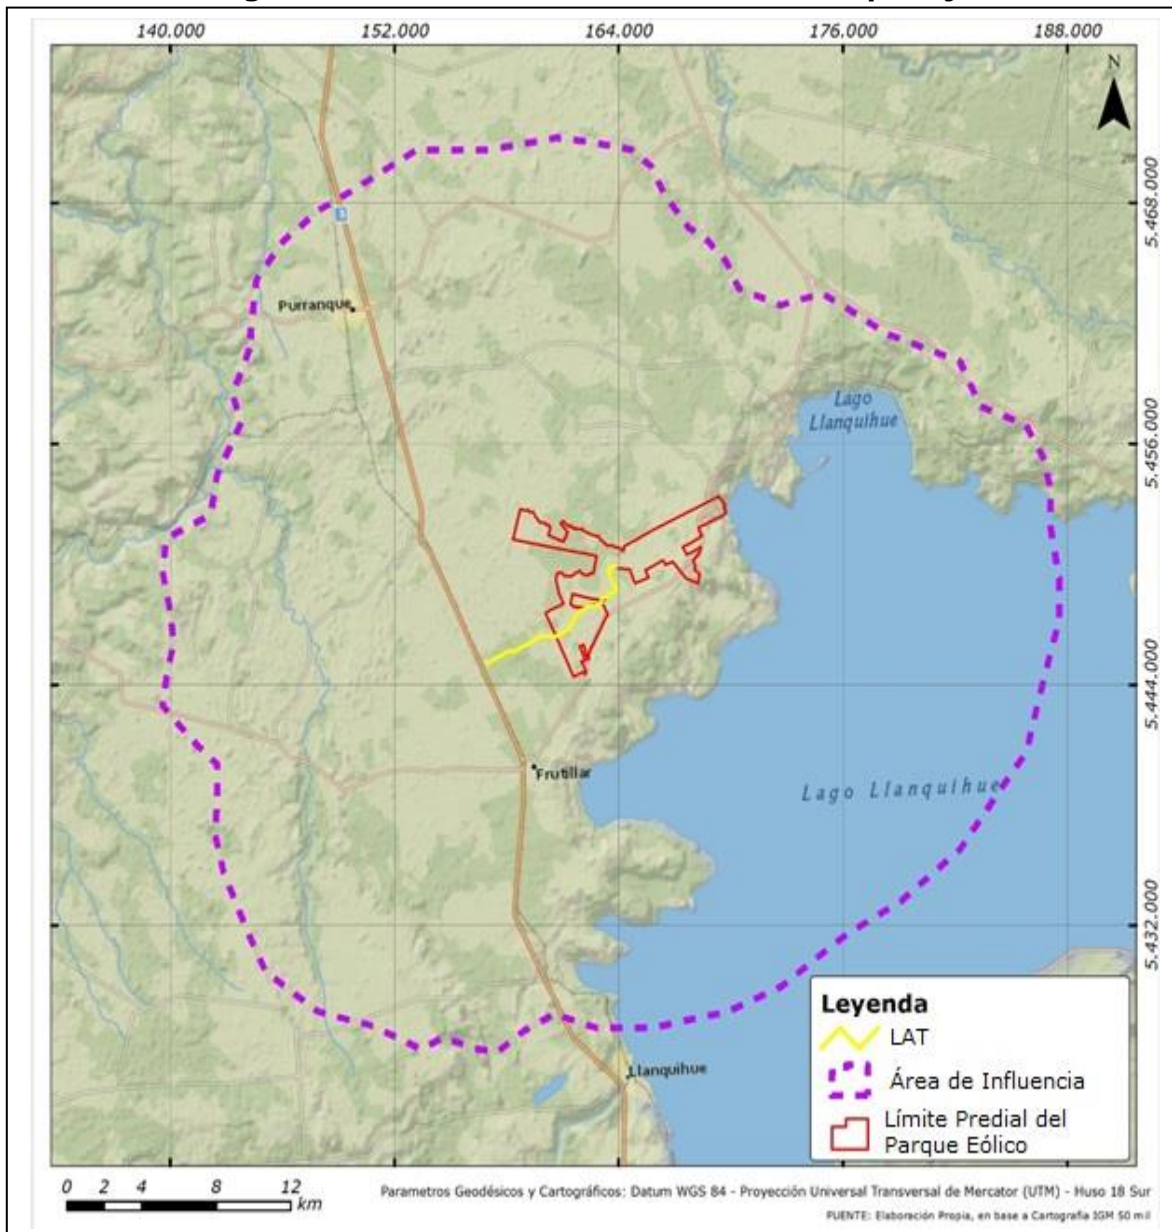 140.000 152.000 164.000 176.000 188.000
N
5.468.000
Purranque
Lago
Llanquihue
5.456.000
5.444.000
Lago Llanquihue
Frutillar
5.432.000
Leyenda
LAT
Área de Influencia
Límite Predial del
Parque Eólico
Llanquihue
0 2 4 8 12
km
Parametros Geodésicos y Cartográficos: Datum WGS 84 - Proyección Universal Transversal de Mercator (UTM) - Huso 18 Sur
FUENTE: Elaboración Propia, en base a Cartografía IGM 50 mil